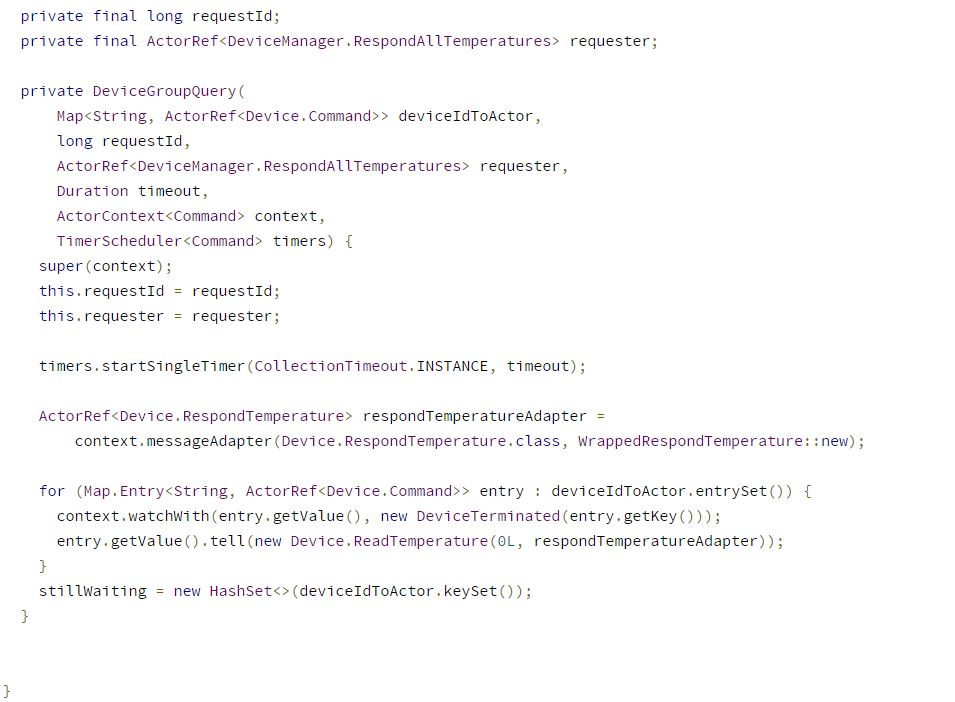 private final long requestId;
private final ActorRef<DeviceManager.RespondAllTemperatures> requester;
private DeviceGroupQuery(
Map<String, ActorRef<Device.Command>> deviceIdToActor,
long requestId,
ActorRef<DeviceManager.RespondAllTemperatures> requester,
Duration timeout,
ActorContext<Command> context,
TimerScheduler<Command> timers) {
super(context);
this.requestId = requestId;
this.requester = requester;
timers.startSingleTimer(CollectionTimeout.INSTANCE, timeout);
ActorRef<Device.RespondTemperature> respondTemperatureAdapter =
context.messageAdapter(Device.RespondTemperature.class, WrappedRespondTemperature::new);
for (Map.Entry<String, ActorRef<Device.Command>> entry : deviceIdToActor.entrySet()) {
context.watchWith(entry.getValue(), new DeviceTerminated(entry.getKey()));
entry.getValue().tell(new Device.ReadTemperature(0L, respondTemperatureAdapter));
}
stillWaiting = new HashSet<>(deviceIdToActor.keySet());
}
}